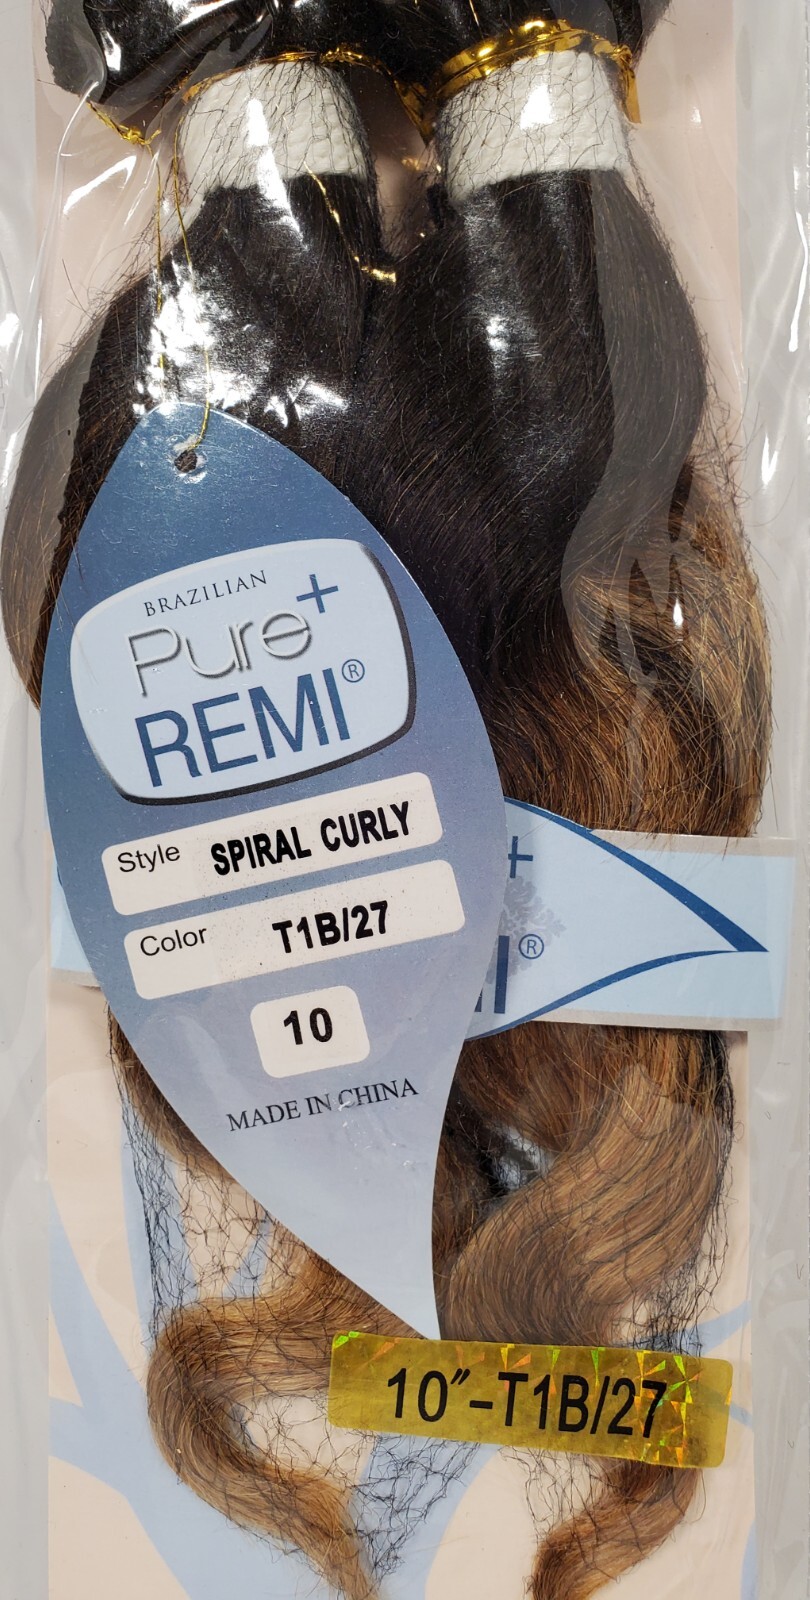 BRAZILIAN
Pure+
REMI®
Style SPIRAL CURLY
Color T1B/27
10
MADE IN CHINA
+
I®
10"-T1B/27